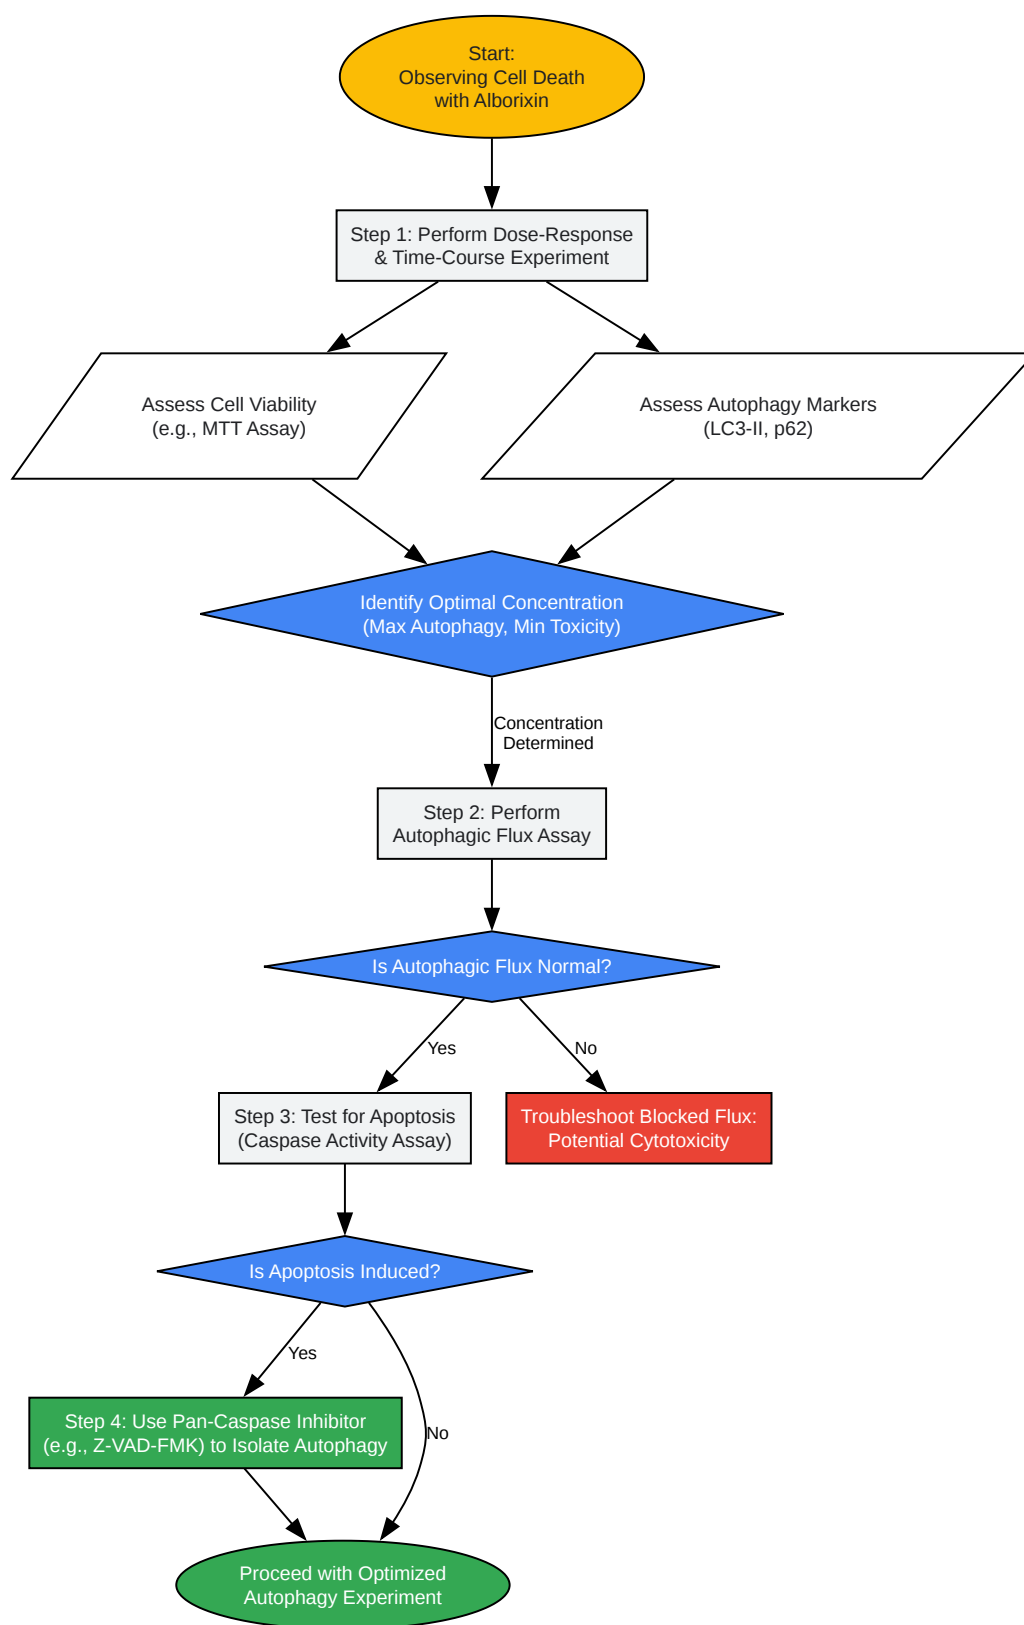 Start:
Observing Cell Death
with Alborixin
Step 1: Perform Dose-Response
& Time-Course Experiment
Assess Cell Viability
(e.g., MTT Assay)
Assess Autophagy Markers
(LC3-II, p62)
Identify Optimal Concentration
(Max Autophagy, Min Toxicity)
Concentration
Determined
Step 2: Perform
Autophagic Flux Assay
Is Autophagic Flux Normal?
Yes
No
Step 3: Test for Apoptosis
(Caspase Activity Assay)
Troubleshoot Blocked Flux:
Potential Cytotoxicity
Is Apoptosis Induced?
Yes
Step 4: Use Pan-Caspase Inhibitor
(e.g., Z-VAD-FMK) to Isolate Autophagy
No
Proceed with Optimized
Autophagy Experiment